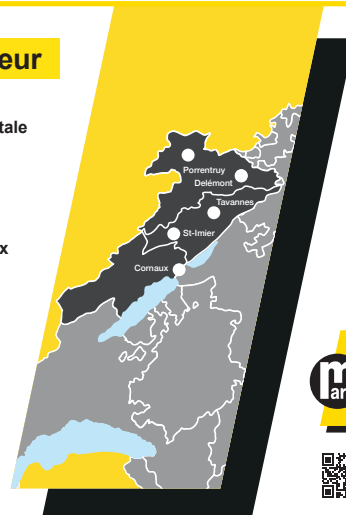 eur
tale
Porrentruy
Delémont
Tavannes
St-Imier
x
Cornaux
m
ar